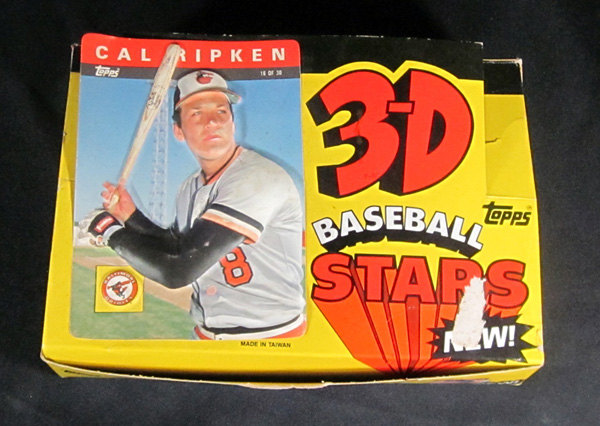 CAL RIPKEN
Topps 16 OF 30
3-D
BASEBALL
Topps
STARS
8
NEW!
MADE IN TAIWAN